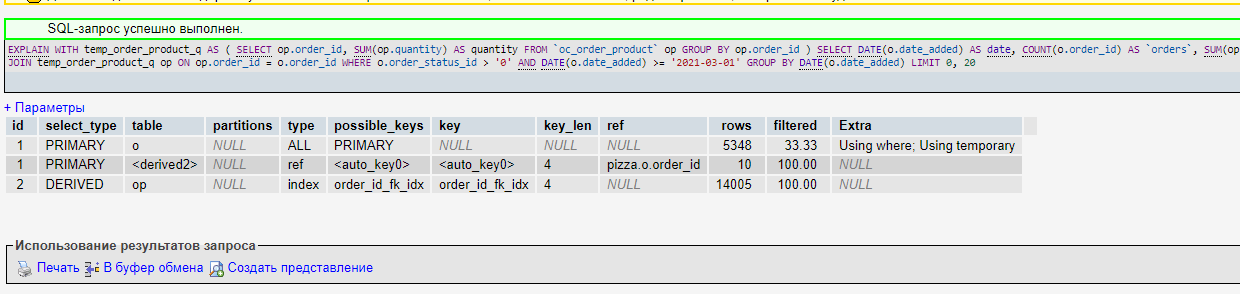 SQL-запрос успешно выполнен.
EXPLAIN WITH temp_order_product_q AS ( SELECT op.order_id, SUM(op.quantity) AS quantity FROM `oc_order_product` op GROUP BY op.order_id ) SELECT DATE(o.date_added) AS date, COUNT(o.order_id) AS `orders`, SUM(op
JOIN temp_order_product_q op ON op.order_id = o.order_id WHERE o.order_status_id > '0' AND DATE(o.date_added) >= '2021-03-01' GROUP BY DATE(o.date_added) LIMIT 0, 20
+ Параметры
id select_type table partitions type possible_keys key key_len ref rows filtered Extra
1 PRIMARY o NULL ALL PRIMARY NULL NULL NULL 5348 33.33 Using where; Using temporary
1 PRIMARY <derived2> NULL ref <auto_key0> <auto_key0> 4 pizza.o.order_id 10 100.00 NULL
2 DERIVED op NULL index order_id_fk_idx order_id_fk_idx 4 NULL 14005 100.00 NULL
Использование результатов запроса
Печать В буфер обмена Создать представление